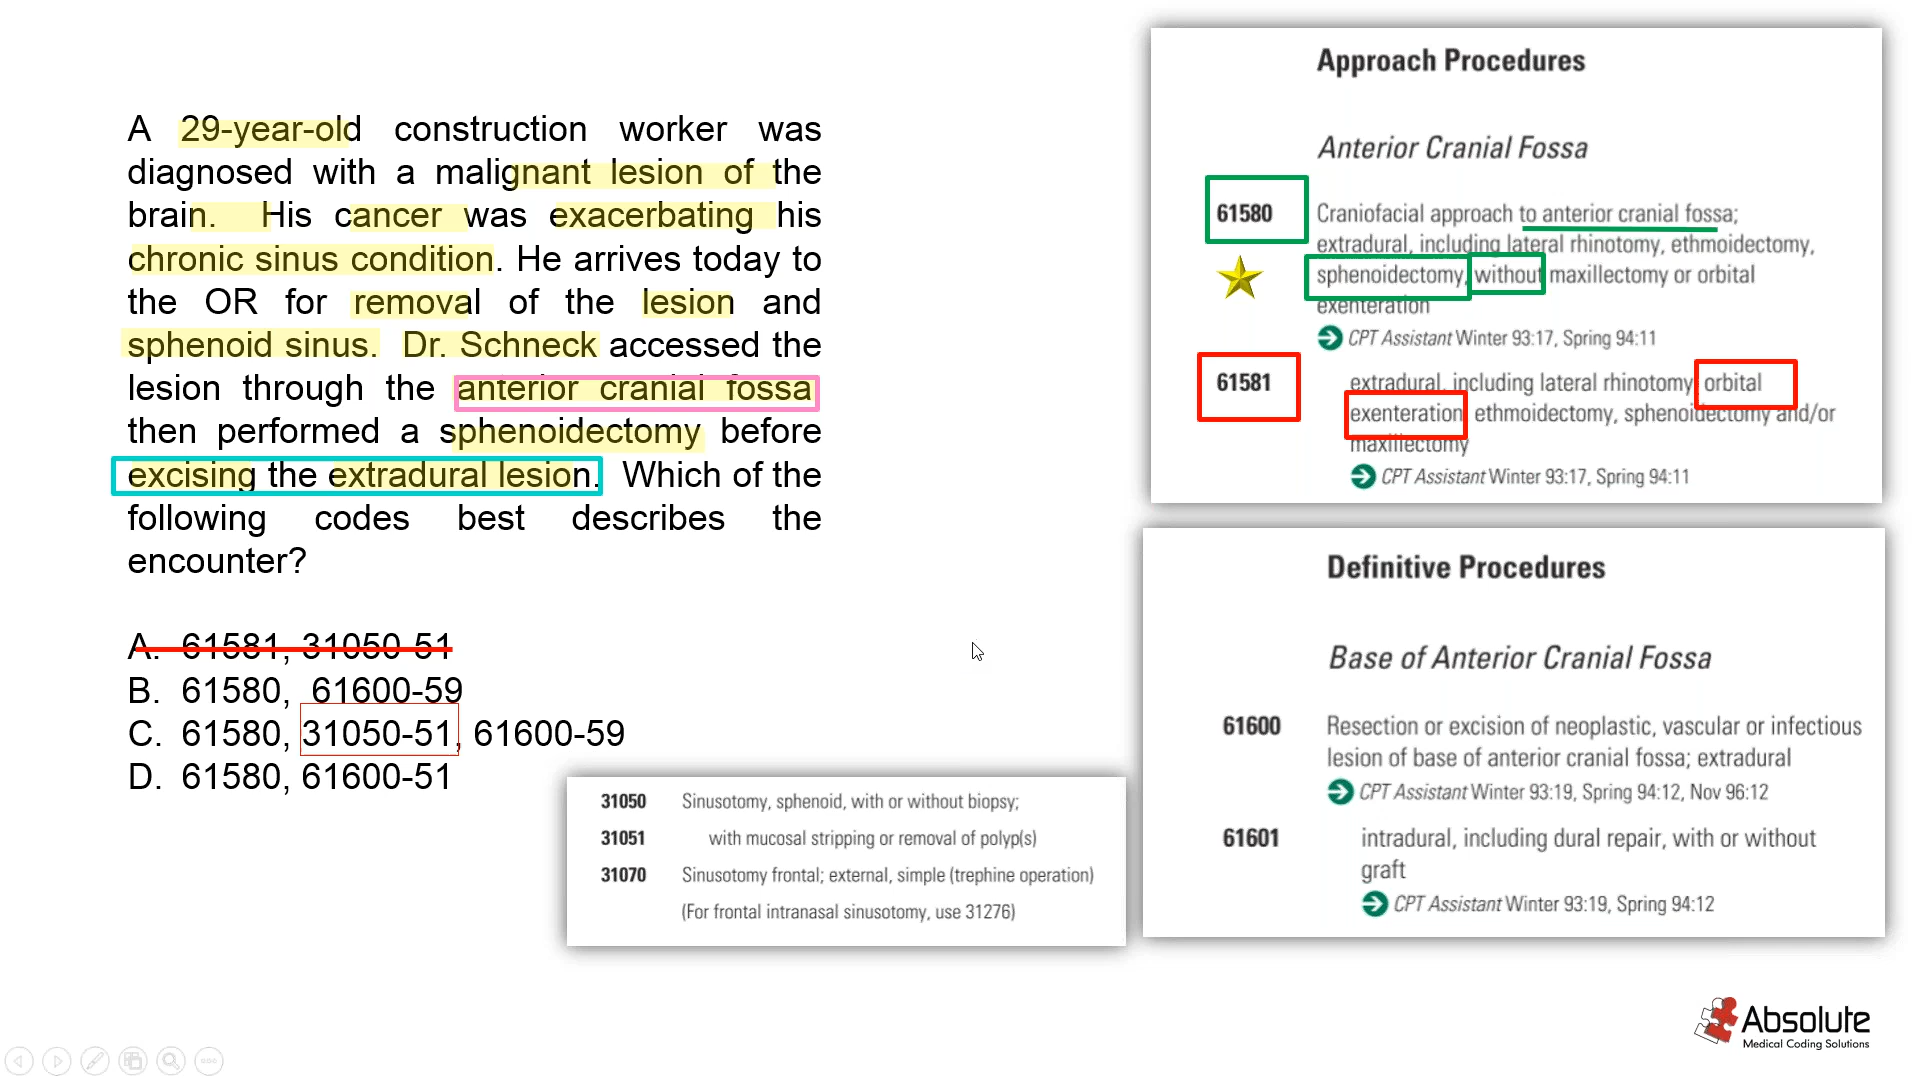 A 29-year-old construction worker was
diagnosed with a malignant lesion of the
brain. His cancer was exacerbating his
chronic sinus condition. He arrives today to
the OR for removal of the lesion and
sphenoid sinus. Dr. Schneck accessed the
lesion through the anterior cranial fossa
then performed a sphenoidectomy before
excising the extradural lesion. Which of the
following codes best describes the
encounter?
A. 61581, 31050-51
B. 61580, 61600-59
C. 61580, 31050-51, 61600-59
D. 61580, 61600-51
Approach Procedures
Anterior Cranial Fossa
61580 Craniofacial approach to anterior cranial fossa;
extradural, including lateral rhinotomy, ethmoidectomy,
sphenoidectomy, without maxillectomy or orbital
exenteration
CPT Assistant Winter 93:17, Spring 94:11
61581 extradural, including lateral rhinotomy, orbital
exenteration, ethmoidectomy, sphenoidectomy and/or
maxillectomy
CPT Assistant Winter 93:17, Spring 94:11
Definitive Procedures
Base of Anterior Cranial Fossa
61600 Resection or excision of neoplastic, vascular or infectious
lesion of base of anterior cranial fossa; extradural
CPT Assistant Winter 93:19, Spring 94:12, Nov 96:12
61601 intradural, including dural repair, with or without
graft
CPT Assistant Winter 93:19, Spring 94:12
31050 Sinusotomy, sphenoid, with or without biopsy;
31051 with mucosal stripping or removal of polyp(s)
31070 Sinusotomy frontal; external, simple (trephine operation)
(For frontal intranasal sinusotomy, use 31276)
Absolute
Medical Coding Solutions